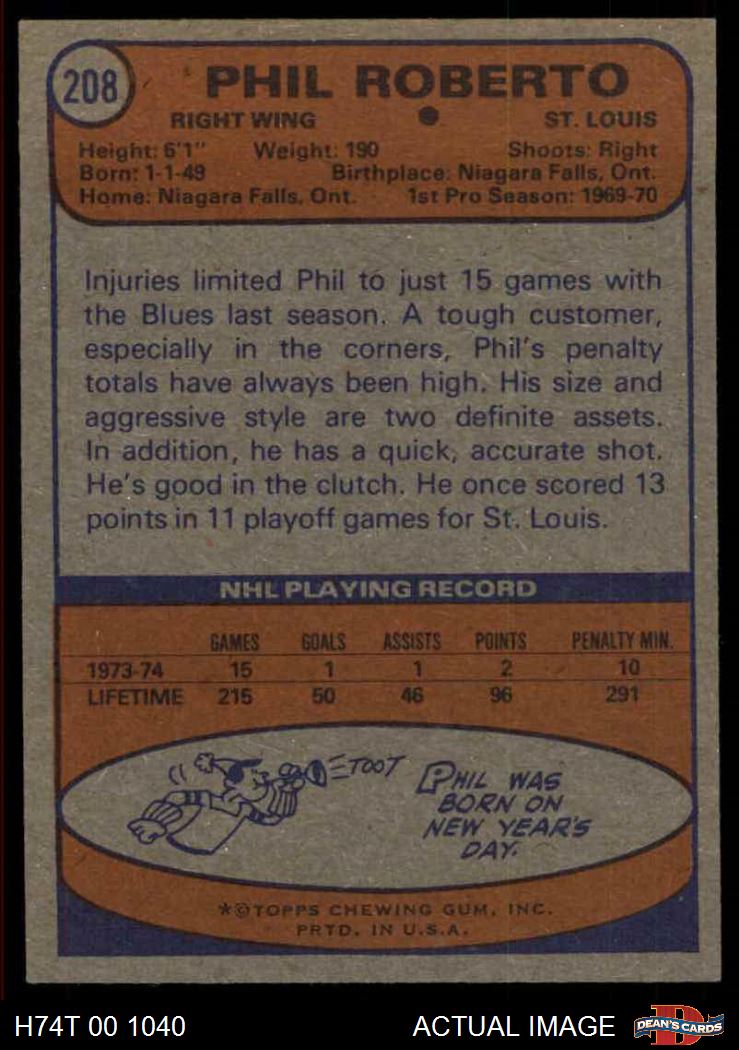 208
PHIL ROBERTO
RIGHT WING • ST. LOUIS
Height: 6'1" Weight: 190 Shoots: Right
Born: 1-1-49 Birthplace: Niagara Falls, Ont.
Home: Niagara Falls, Ont. 1st Pro Season: 1969-70
Injuries limited Phil to just 15 games with
the Blues last season. A tough customer,
especially in the corners, Phil's penalty
totals have always been high. His size and
aggressive style are two definite assets.
In addition, he has a quick, accurate shot.
He's good in the clutch. He once scored 13
points in 11 playoff games for St. Louis.
NHL PLAYING RECORD
GAMES GOALS ASSISTS POINTS PENALTY MIN.
1973-74 15 1 1 2 10
LIFETIME 215 50 46 96 291
TOOT
PHIL WAS
BORN ON
NEW YEAR'S
DAY.
*©TOPPS CHEWING GUM, INC.
PRTD. IN U.S.A.
H74T 00 1040 ACTUAL IMAGE
D
DEAN'S CARDS